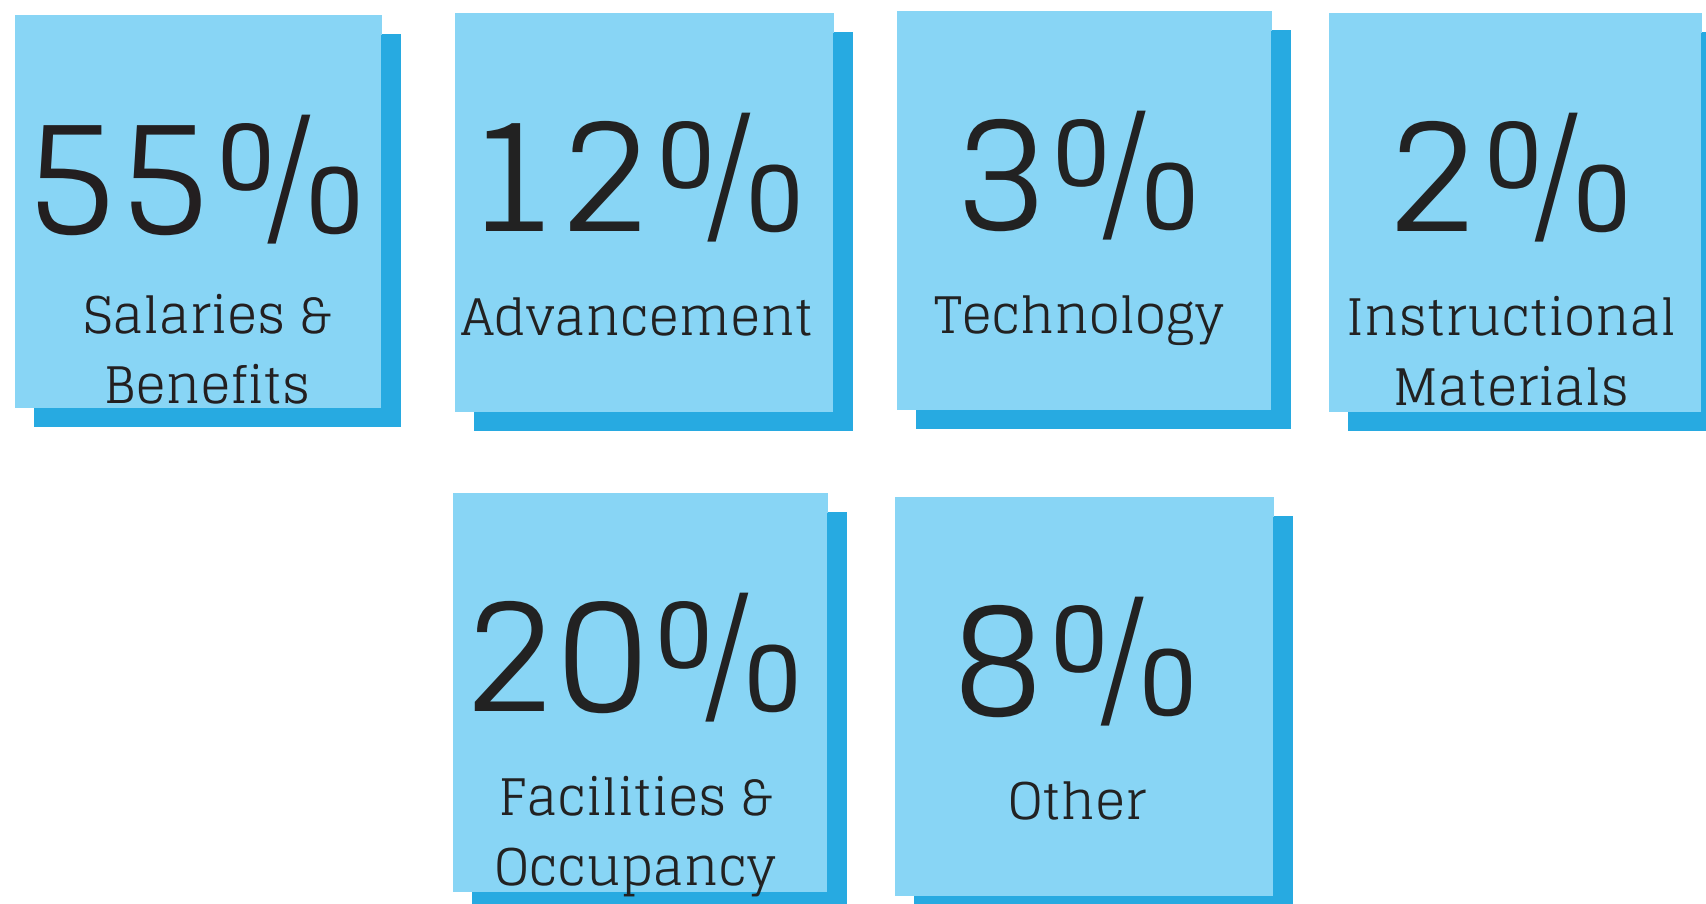 55%
Salaries &
Benefits
12%
Advancement
3%
Technology
2%
Instructional
Materials
20%
Facilities &
Occupancy
8%
Other